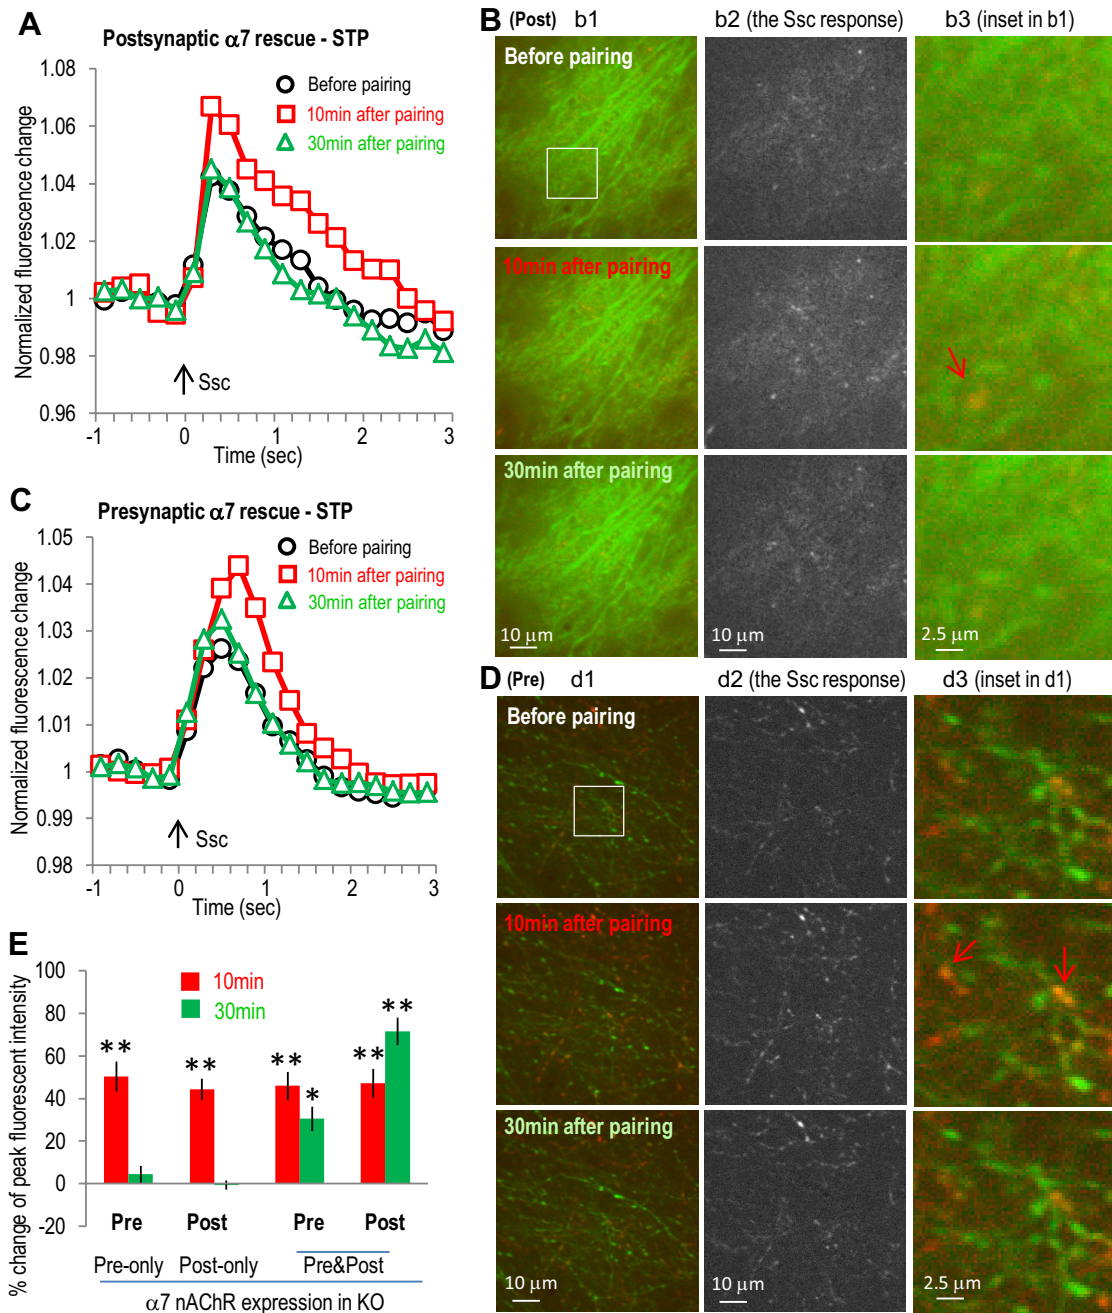 A
Postsynaptic α7 rescue - STP
Normalized fluorescence change
1.08
1.06
1.04
1.02
1
0.98
0.96
Before pairing
10min after pairing
30min after pairing
Ssc
-1
0
1
2
3
Time (sec)
B (Post) b1
b2 (the Ssc response)
b3 (inset in b1)
Before pairing
10min after pairing
30min after pairing
10 μm
10 μm
2.5 μm
C
Presynaptic α7 rescue - STP
Normalized fluorescence change
1.05
1.04
1.03
1.02
1.01
1
0.99
0.98
Before pairing
10min after pairing
30min after pairing
Ssc
-1
0
1
2
3
Time (sec)
D (Pre) d1
d2 (the Ssc response)
d3 (inset in d1)
Before pairing
10min after pairing
30min after pairing
10 μm
10 μm
2.5 μm
E
% change of peak fluorescent intensity
100
80
60
40
20
0
-20
10min
30min
**
**
**
*
**
**
Pre
Post
Pre
Post
Pre-only
Post-only
Pre&Post
α7 nAChR expression in KO